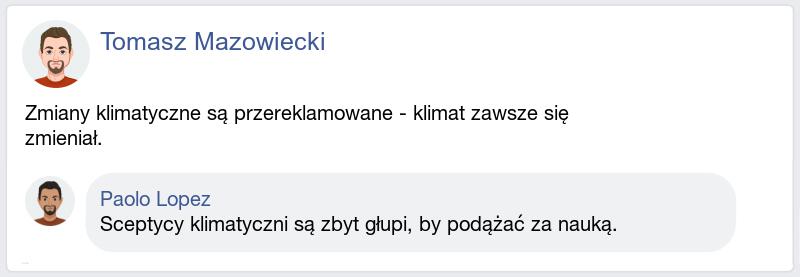 Tomasz Mazowiecki
Zmiany klimatyczne są przereklamowane - klimat zawsze się
zmieniał.
Paolo Lopez
Sceptycy klimatyczni są zbyt głupi, by podążać za nauką.